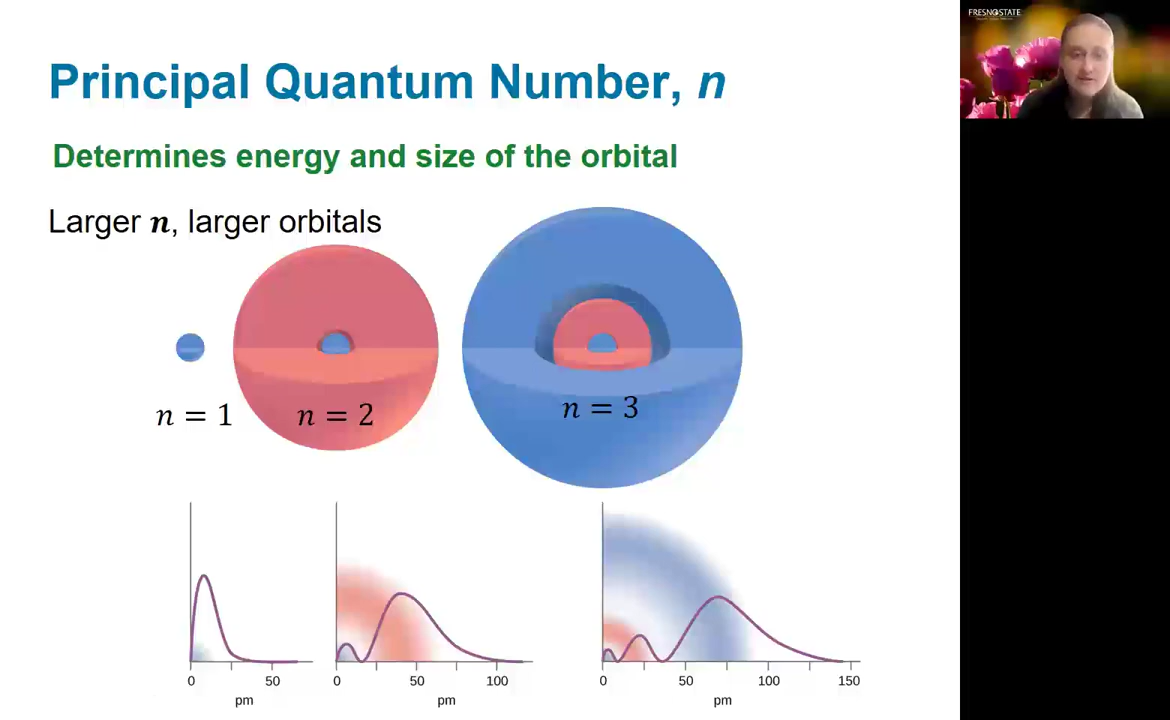 Principal Quantum Number, n
FRESNO STATE
Determines energy and size of the orbital
Larger n, larger orbitals
n = 1
n = 2
n = 3
0 50
pm
0 50 100
pm
0 50 100 150
pm